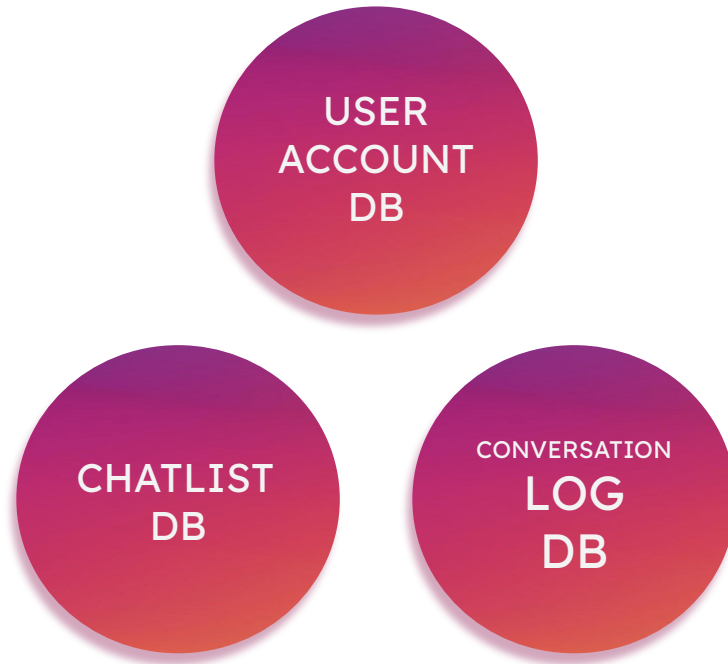 USER
ACCOUNT
DB
CHATLIST
DB
CONVERSATION
LOG
DB